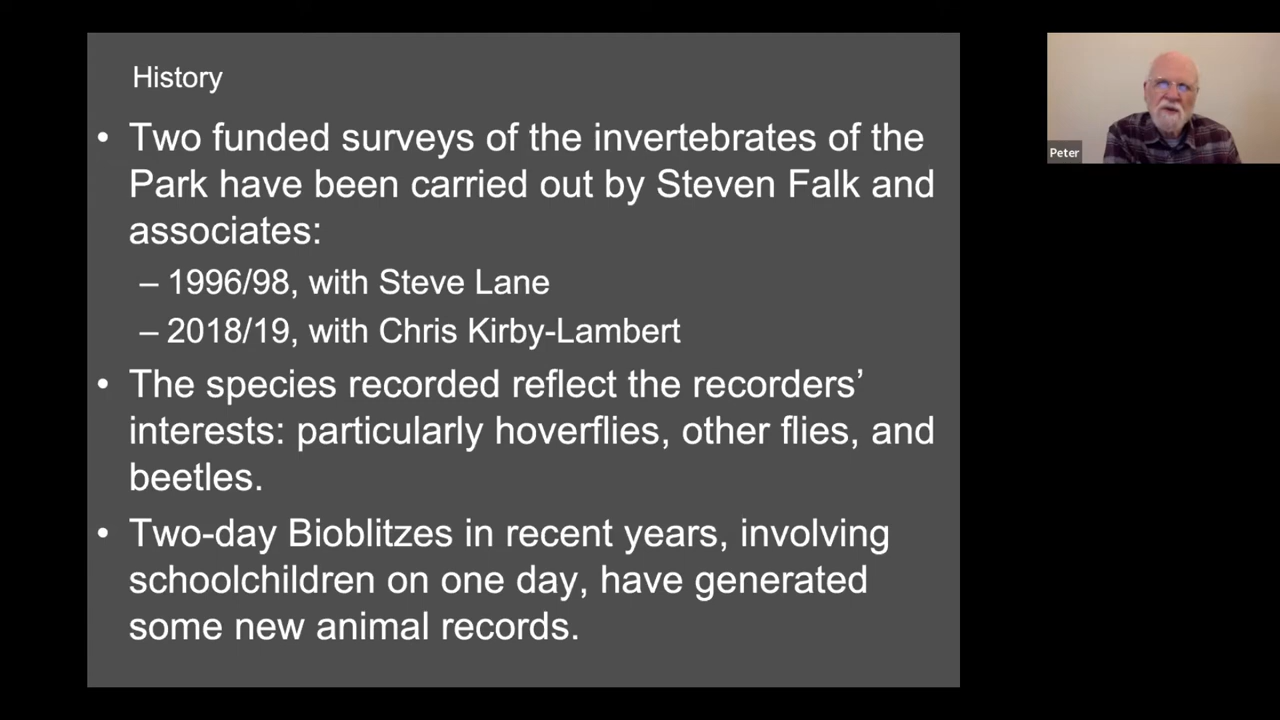 History
• Two funded surveys of the invertebrates of the
Park have been carried out by Steven Falk and
associates:
– 1996/98, with Steve Lane
– 2018/19, with Chris Kirby-Lambert
• The species recorded reflect the recorders’
interests: particularly hoverflies, other flies, and
beetles.
• Two-day Bioblitzes in recent years, involving
schoolchildren on one day, have generated
some new animal records.
Peter